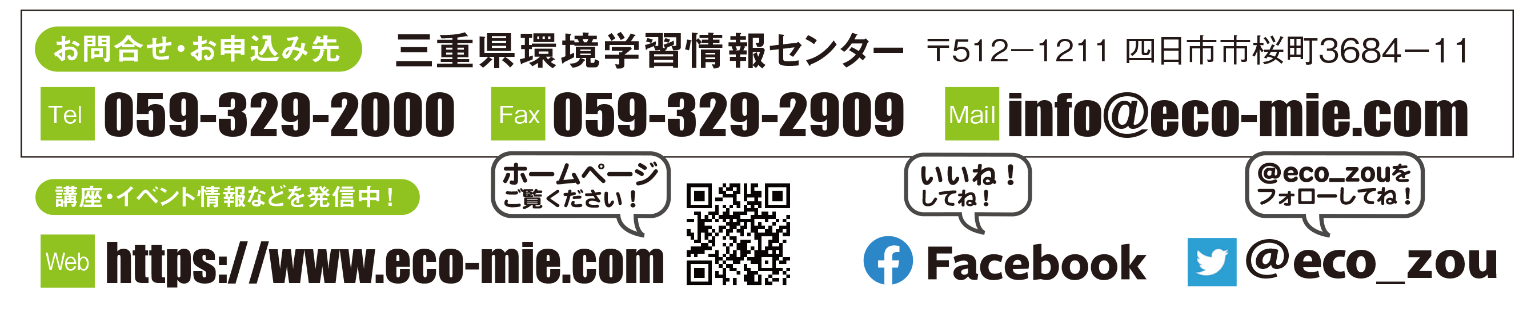 お問合せ・お申込み先 三重県環境学習情報センター 〒512－1211 四日市市桜町3684－11
Tel 059-329-2000 Fax 059-329-2909 Mail info@eco-mie.com
講座・イベント情報などを発信中！
ホームページ
ご覧ください！
いいね！
してね！
@eco_zouを
フォローしてね！
Web https://www.eco-mie.com
Facebook
@eco_zou